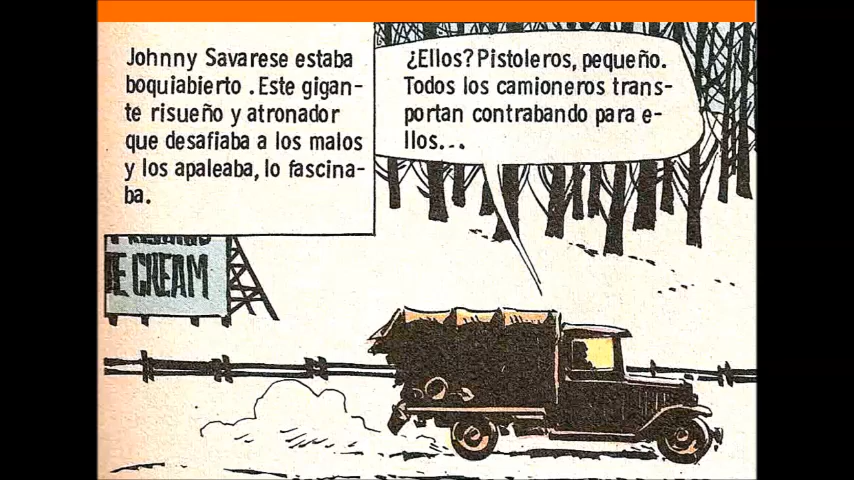 Johnny Savarese estaba
boquiabierto . Este gigan-
te risueño y atronador
que desafiaba a los malos
y los apaleaba, lo fascina-
ba.
¿Ellos? Pistoleros, pequeño.
Todos los camioneros trans-
portan contrabando para e-
llos...
E CREAM